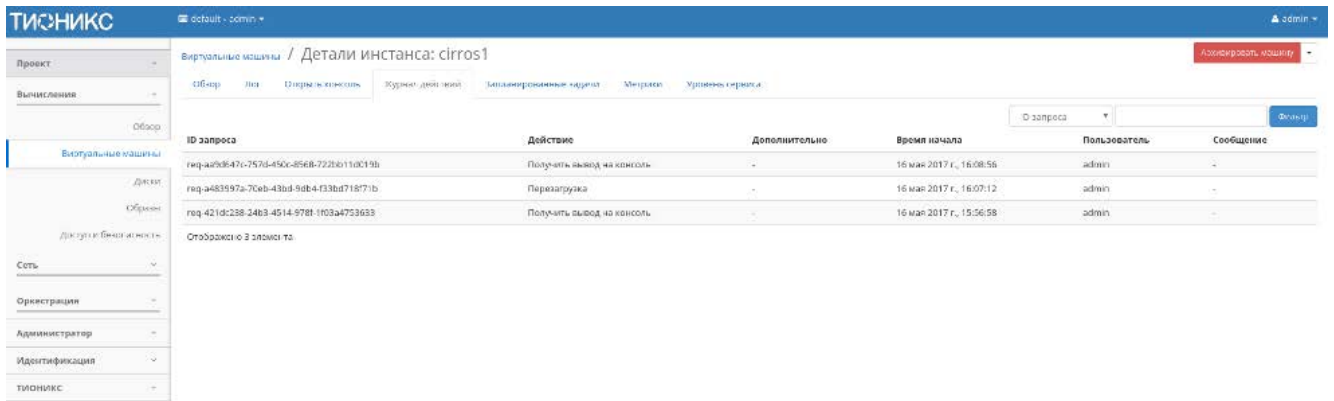 ТИОНИКС
default - admin
admin
Проект
Вычисления
Обзор
Виртуальные машины
Диски
Образы
Доступ и безопасность
Сеть
Оркестрация
Администратор
Идентификация
ТИОНИКС
Виртуальные машины / Детали инстанса: cirros1
Архивировать машину
Обзор Лог Открыть консоль Журнал действий Запланированные задачи Метрики Уровень сервиса
ID запроса Фильтр
ID запроса Действие Дополнительно Время начала Пользователь Сообщение
req-aa9d647c-757d-450c-8568-722bb11d019b Получить вывод на консоль - 16 мая 2017 г., 16:08:56 admin -
req-a483997a-70eb-43bd-9db4-f33bd718f71b Перезагрузка - 16 мая 2017 г., 16:07:12 admin -
req-421dc238-24b3-4514-978f-1f03a4753633 Получить вывод на консоль - 16 мая 2017 г., 15:56:58 admin -
Отображено 3 элемента